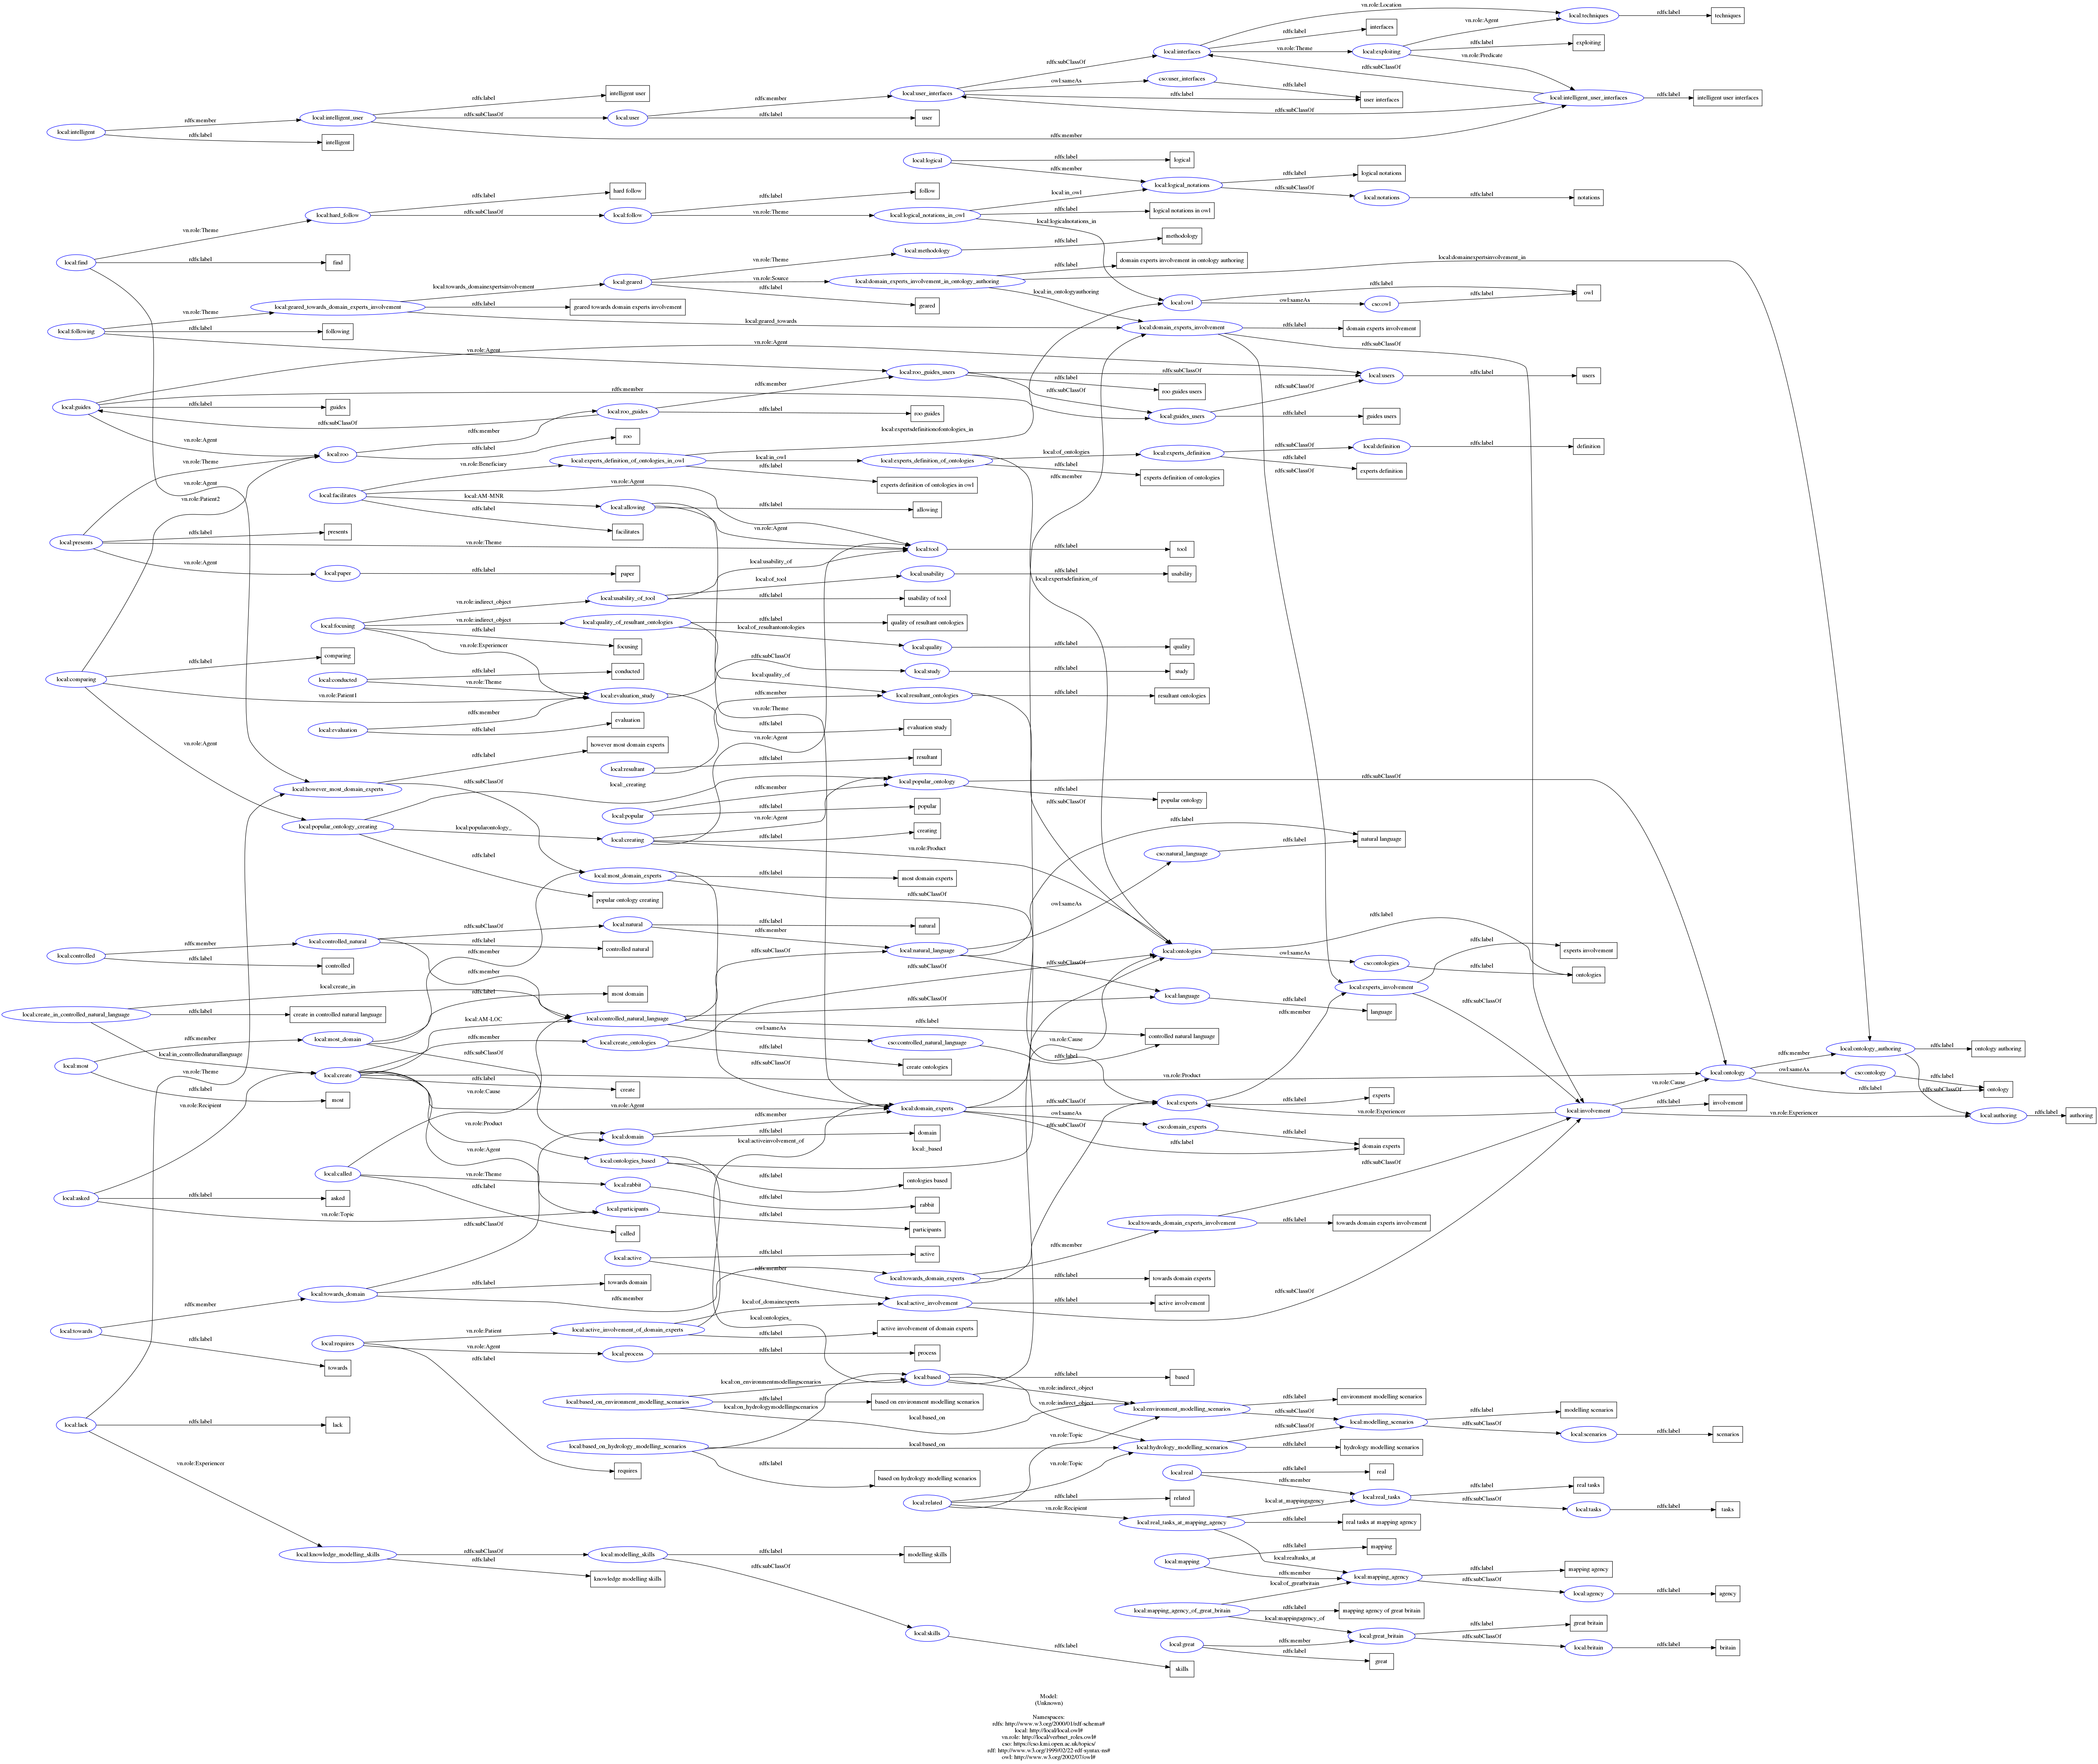 vn.role:Location
local:techniques
rdfs:label
techniques
local:interfaces
rdfs:label
interfaces
vn.role:Agent
vn.role:Theme
local:exploiting
rdfs:label
exploiting
vn.role:Predicate
rdfs:subClassOf
rdfs:subClassOf
owl:sameAs
cso:user_interfaces
rdfs:label
local:user_interfaces
rdfs:label
user interfaces
rdfs:subClassOf
local:intelligent_user_interfaces
rdfs:label
intelligent user interfaces
rdfs:label
intelligent user
rdfs:member
local:intelligent
rdfs:member
local:intelligent_user
rdfs:subClassOf
local:user
rdfs:label
user
rdfs:label
intelligent
rdfs:member
local:logical
rdfs:label
logical
rdfs:member
local:logical_notations
rdfs:label
logical notations
rdfs:subClassOf
local:notations
rdfs:label
notations
rdfs:label
hard follow
local:hard_follow
rdfs:subClassOf
local:follow
rdfs:label
follow
vn.role:Theme
local:logical_notations_in_owl
local:in_owl
rdfs:label
logical notations in owl
local:logicalnotations_in
vn.role:Theme
local:find
rdfs:label
find
local:methodology
rdfs:label
methodology
vn.role:Theme
local:geared
vn.role:Source
local:domain_experts_involvement_in_ontology_authoring
rdfs:label
domain experts involvement in ontology authoring
local:domainexpertsinvolvement_in
rdfs:label
geared
local:in_ontologyauthoring
local:towards_domainexpertsinvolvement
local:geared_towards_domain_experts_involvement
rdfs:label
geared towards domain experts involvement
local:geared_towards
local:owl
rdfs:label
owl
owl:sameAs
cso:owl
rdfs:label
local:domain_experts_involvement
rdfs:label
domain experts involvement
rdfs:subClassOf
vn.role:Theme
local:following
rdfs:label
following
vn.role:Agent
vn.role:Agent
local:roo_guides_users
rdfs:subClassOf
rdfs:label
roo guides users
rdfs:subClassOf
local:users
rdfs:label
users
rdfs:member
local:guides
rdfs:member
rdfs:label
guides
rdfs:subClassOf
local:roo_guides
rdfs:label
roo guides
local:guides_users
rdfs:subClassOf
rdfs:label
guides users
vn.role:Agent
local:roo
rdfs:member
rdfs:label
roo
local:expertsdefinitionofontologies_in
vn.role:Theme
vn.role:Beneficiary
local:experts_definition_of_ontologies_in_owl
local:in_owl
local:experts_definition_of_ontologies
rdfs:label
experts definition of ontologies in owl
local:of_ontologies
local:experts_definition
rdfs:subClassOf
local:definition
rdfs:label
definition
rdfs:label
experts definition
rdfs:label
experts definition of ontologies
rdfs:subClassOf
rdfs:member
vn.role:Agent
vn.role:Patient2
local:facilitates
vn.role:Agent
local:AM-MNR
local:allowing
rdfs:label
allowing
rdfs:label
facilitates
vn.role:Agent
local:presents
rdfs:label
presents
vn.role:Theme
local:tool
rdfs:label
tool
vn.role:Agent
local:paper
rdfs:label
paper
local:usability_of
local:of_tool
local:usability
rdfs:label
usability
local:expertsdefinition_of
vn.role:indirect_object
local:usability_of_tool
rdfs:label
usability of tool
local:focusing
vn.role:indirect_object
local:quality_of_resultant_ontologies
rdfs:label
quality of resultant ontologies
local:of_resultantontologies
local:quality
rdfs:label
quality
rdfs:label
focusing
vn.role:Experiencer
local:comparing
rdfs:label
comparing
local:conducted
rdfs:label
conducted
vn.role:Theme
rdfs:subClassOf
local:study
rdfs:label
study
vn.role:Patient1
local:evaluation_study
local:quality_of
rdfs:member
local:resultant_ontologies
rdfs:label
resultant ontologies
rdfs:member
local:evaluation
rdfs:label
evaluation
vn.role:Theme
rdfs:label
evaluation study
vn.role:Agent
rdfs:label
however most domain experts
vn.role:Agent
local:resultant
rdfs:label
resultant
local:however_most_domain_experts
rdfs:subClassOf
local:_creating
local:popular_ontology
rdfs:subClassOf
rdfs:label
popular ontology
rdfs:subClassOf
rdfs:member
local:popular
rdfs:label
popular
vn.role:Agent
local:popular_ontology_creating
local:popularontology_
local:creating
rdfs:label
creating
vn.role:Product
rdfs:label
popular ontology creating
rdfs:label
natural language
cso:natural_language
rdfs:label
local:most_domain_experts
rdfs:label
most domain experts
rdfs:subClassOf
owl:sameAs
local:controlled
rdfs:member
local:controlled_natural
rdfs:subClassOf
local:natural
rdfs:label
natural
rdfs:label
controlled natural
rdfs:member
local:natural_language
rdfs:label
controlled
rdfs:member
rdfs:member
rdfs:subClassOf
rdfs:subClassOf
rdfs:subClassOf
local:ontologies
rdfs:label
owl:sameAs
cso:ontologies
rdfs:label
ontologies
rdfs:label
experts involvement
local:experts_involvement
rdfs:subClassOf
rdfs:member
local:create_in
local:create_in_controlled_natural_language
rdfs:label
create in controlled natural language
rdfs:label
most domain
local:language
rdfs:label
language
rdfs:subClassOf
local:AM-LOC
local:controlled_natural_language
rdfs:label
controlled natural language
owl:sameAs
cso:controlled_natural_language
rdfs:label
local:in_controllednaturallanguage
rdfs:member
local:most_domain
rdfs:member
local:create_ontologies
rdfs:label
create ontologies
rdfs:subClassOf
rdfs:subClassOf
vn.role:Cause
local:most
rdfs:label
most
vn.role:Theme
vn.role:Recipient
local:create
rdfs:label
create
vn.role:Product
vn.role:Cause
vn.role:Agent
local:ontology
rdfs:member
local:ontology_authoring
rdfs:label
ontology authoring
owl:sameAs
cso:ontology
rdfs:label
ontology
rdfs:label
rdfs:subClassOf
vn.role:Cause
local:involvement
rdfs:label
involvement
vn.role:Experiencer
local:authoring
rdfs:label
authoring
local:domain_experts
rdfs:subClassOf
local:experts
rdfs:label
experts
vn.role:Experiencer
owl:sameAs
cso:domain_experts
rdfs:label
domain experts
rdfs:subClassOf
rdfs:label
rdfs:member
local:domain
rdfs:label
domain
local:activeinvolvement_of
local:_based
vn.role:Product
vn.role:Agent
local:ontologies_based
rdfs:label
ontologies based
local:called
vn.role:Theme
local:rabbit
rdfs:label
rabbit
rdfs:label
called
local:asked
rdfs:label
asked
vn.role:Topic
local:participants
rdfs:label
participants
rdfs:subClassOf
rdfs:subClassOf
local:towards_domain_experts_involvement
rdfs:label
towards domain experts involvement
local:active
rdfs:label
active
rdfs:member
rdfs:member
local:towards_domain_experts
rdfs:label
towards domain experts
local:towards_domain
rdfs:label
towards domain
rdfs:member
rdfs:member
local:of_domainexperts
local:active_involvement
rdfs:label
active involvement
rdfs:subClassOf
local:towards
rdfs:label
towards
local:requires
vn.role:Patient
local:active_involvement_of_domain_experts
rdfs:label
active involvement of domain experts
local:ontologies_
vn.role:Agent
local:process
rdfs:label
process
rdfs:label
requires
local:based
rdfs:label
based
local:on_environmentmodellingscenarios
local:based_on_environment_modelling_scenarios
rdfs:label
based on environment modelling scenarios
local:on_hydrologymodellingscenarios
local:based_on
vn.role:indirect_object
vn.role:indirect_object
local:environment_modelling_scenarios
rdfs:label
environment modelling scenarios
rdfs:subClassOf
local:modelling_scenarios
rdfs:label
modelling scenarios
rdfs:subClassOf
local:scenarios
rdfs:label
scenarios
local:lack
rdfs:label
lack
local:based_on_hydrology_modelling_scenarios
local:based_on
rdfs:label
based on hydrology modelling scenarios
vn.role:Topic
local:hydrology_modelling_scenarios
rdfs:subClassOf
rdfs:label
hydrology modelling scenarios
vn.role:Topic
vn.role:Experiencer
local:real
rdfs:label
real
rdfs:member
local:real_tasks
rdfs:label
real tasks
rdfs:subClassOf
local:tasks
rdfs:label
tasks
local:related
rdfs:label
related
vn.role:Recipient
local:real_tasks_at_mapping_agency
local:at_mappingagency
rdfs:label
real tasks at mapping agency
local:realtasks_at
local:knowledge_modelling_skills
rdfs:subClassOf
local:modelling_skills
rdfs:label
modelling skills
rdfs:label
knowledge modelling skills
rdfs:subClassOf
local:mapping
rdfs:label
mapping
rdfs:member
local:mapping_agency
rdfs:label
mapping agency
rdfs:subClassOf
local:agency
rdfs:label
agency
local:of_greatbritain
local:mapping_agency_of_great_britain
rdfs:label
mapping agency of great britain
local:mappingagency_of
local:great_britain
rdfs:label
great britain
rdfs:subClassOf
local:britain
rdfs:label
britain
local:skills
rdfs:label
skills
local:great
rdfs:member
rdfs:label
great
Model:
(Unknown)
Namespaces:
rdfs: http://www.w3.org/2000/01/rdf-schema#
local: http://local/local.owl#
vn.role: http://local/verbnet_roles.owl#
cso: https://cso.kmi.open.ac.uk/topics/
rdf: http://www.w3.org/1999/02/22-rdf-syntax-ns#
owl: http://www.w3.org/2002/07/owl#